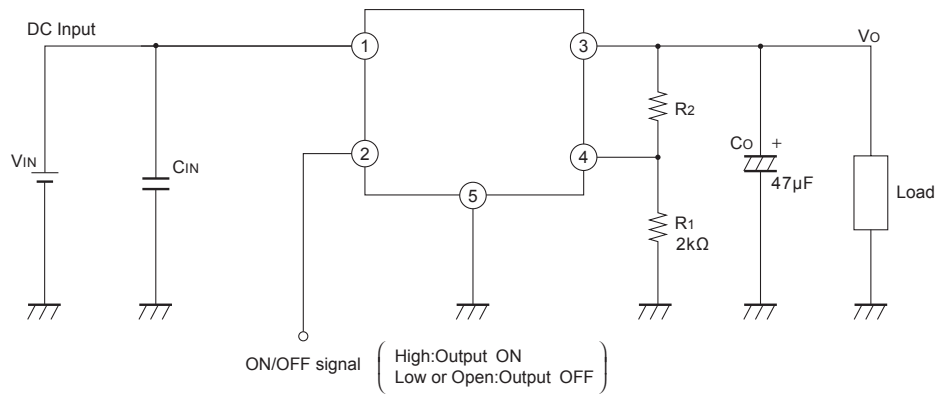 DC Input
VIN
CIN
1
2
3
4
5
R2
R1
2kΩ
VO
CO
+
47μF
Load
ON/OFF signal
High:Output ON
Low or Open:Output OFF